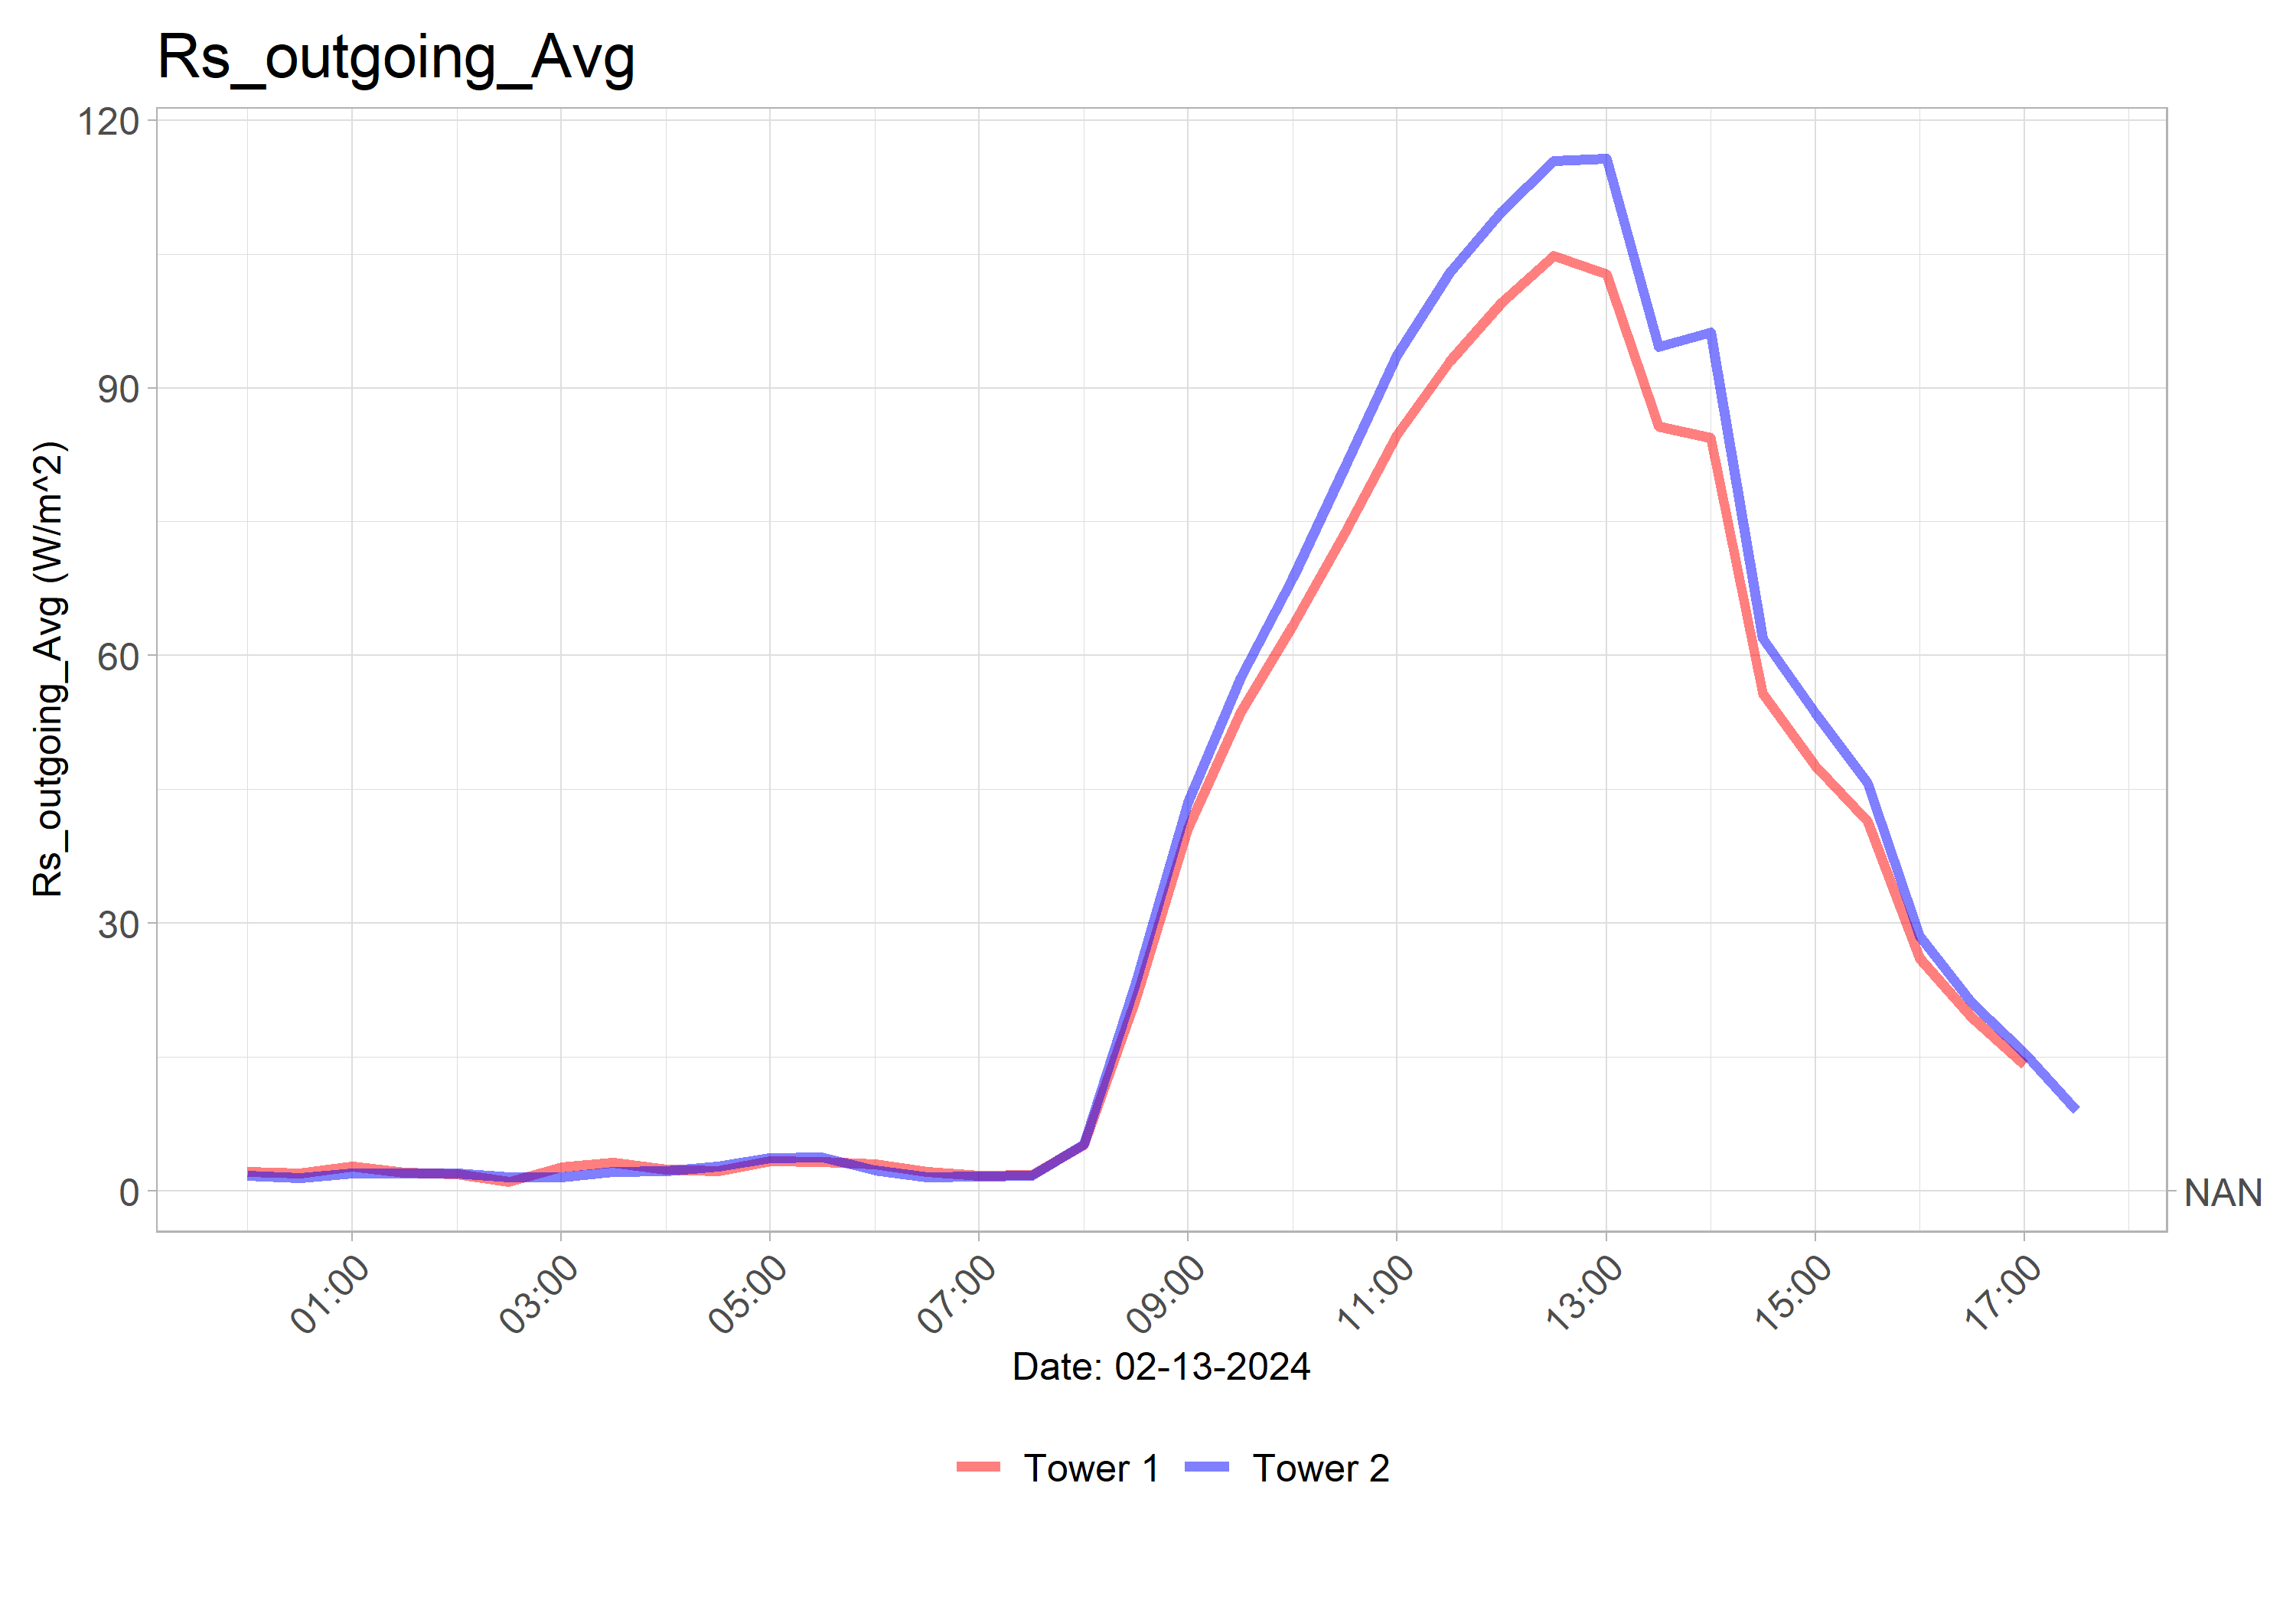 Rs_outgoing_Avg
120
90
60
30
0
Rs_outgoing_Avg (W/m^2)
NAN
01:00 03:00 05:00 07:00 09:00 11:00 13:00 15:00 17:00
Date: 02-13-2024
Tower 1 Tower 2